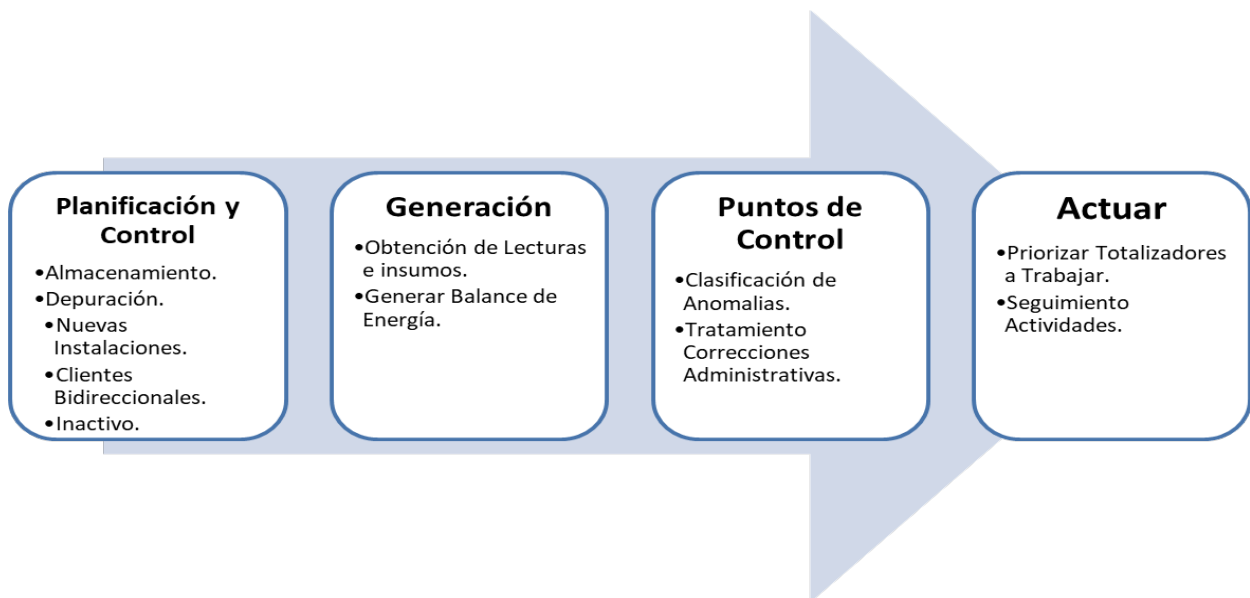 Planificación y
Control
•Almacenamiento.
•Depuración.
•Nuevas
Instalaciones.
•Clientes
Bidireccionales.
•Inactivo.
Generación
•Obtención de Lecturas
e insumos.
•Generar Balance de
Energía.
Puntos de
Control
•Clasificación de
Anomalias.
•Tratamiento
Correcciones
Administrativas.
Actuar
•Priorizar Totalizadores
a Trabajar.
•Seguimiento
Actividades.